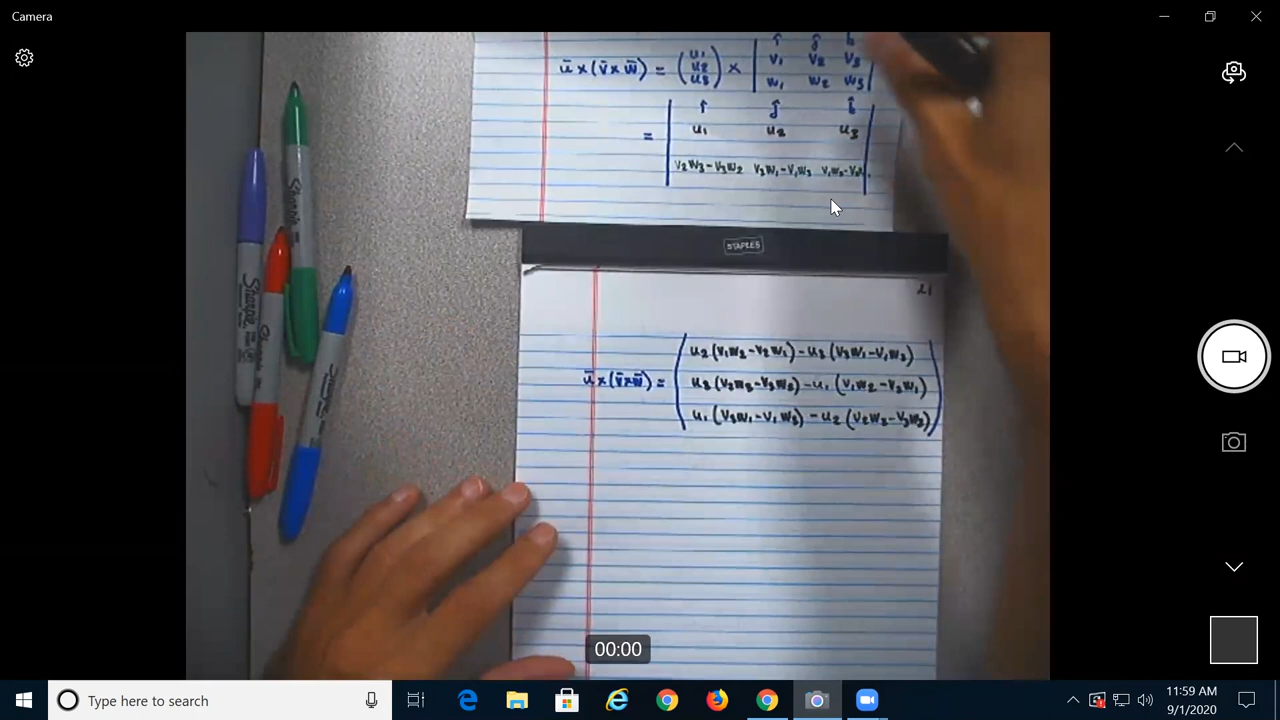 Camera
î ĵ k̂
ū × (v̄ × w̄) = (u1 u2 u3) × | v1 v2 v3
w1 w2 w3 |
î ĵ k̂
= | u1 u2 u3 |
v2w3 - v3w2 v3w1 - v1w3
STAPLES
21
u2 (v1w2 - v2w1) - u3 (v3w1 - v1w3)
ū × (v̄ × w̄) = u3 (v2w3 - v3w2) - u1 (v1w2 - v2w1)
u1 (v3w1 - v1w3) - u2 (v2w3 - v3w2)
Sharpie
Sharpie
Sharpie
00:00
Type here to search
11:59 AM
9/1/2020